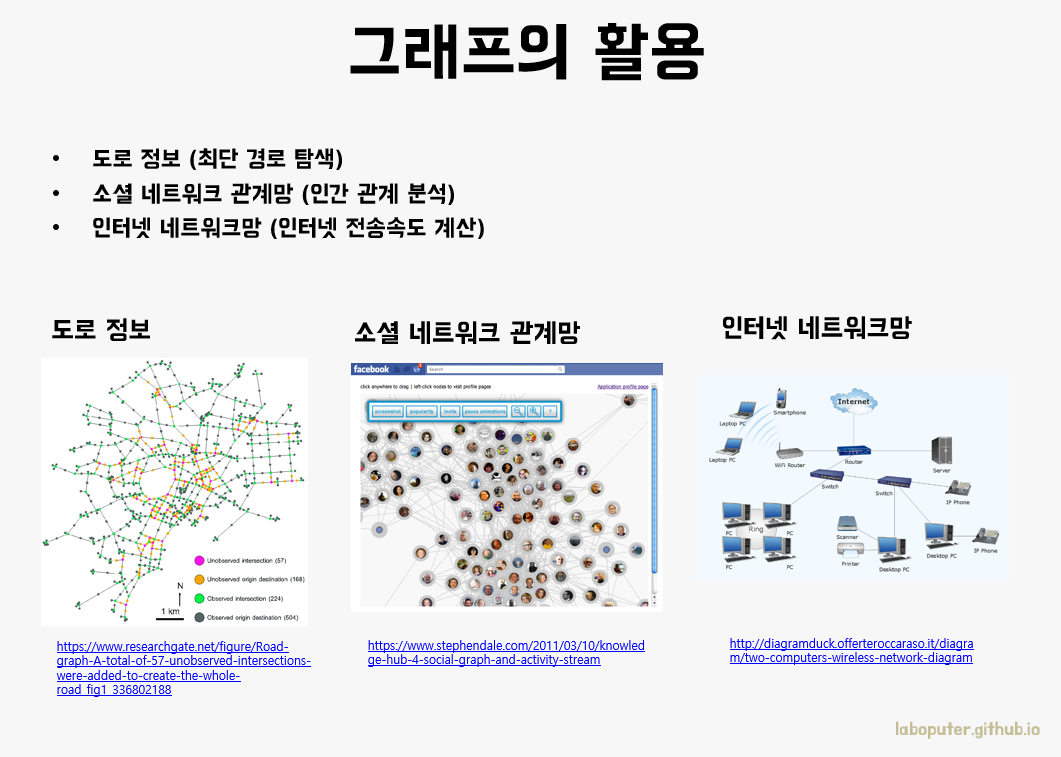 그래프의 활용
• 도로 정보 (최단 경로 탐색)
• 소셜 네트워크 관계망 (인간 관계 분석)
• 인터넷 네트워크망 (인터넷 전송속도 계산)
도로 정보
Unobserved intersection (57)
Unobserved origin destination (168)
Observed intersection (224)
Observed origin destination (504)
N
1 km
https://www.researchgate.net/figure/Road-
graph-A-total-of-57-unobserved-intersections-
were-added-to-create-the-whole-
road_fig1_336802188
소셜 네트워크 관계망
facebook
Search
click anywhere to drag | left-click nodes to visit profile pages
Application profile page
screenshot popularity invite pause animations ?
https://www.stephendale.com/2011/03/10/knowled
ge-hub-4-social-graph-and-activity-stream
인터넷 네트워크망
Internet
Smartphone
Laptop PC
Laptop PC
WiFi Router
Router
Server
Switch
Switch
IP Phone
Ring
PC
PC
PC
PC
Scanner
Printer
Desktop PC
Desktop PC
IP Phone
http://diagramduck.offerteroccaraso.it/diagra
m/two-computers-wireless-network-diagram
laboputer.github.io